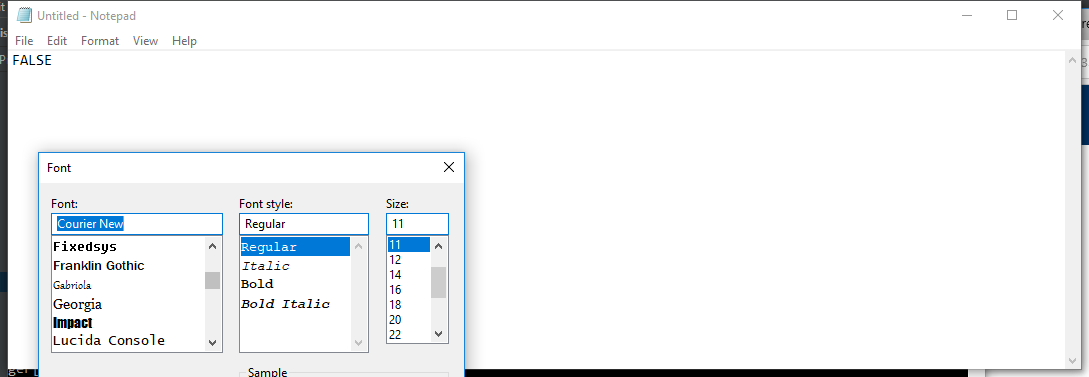 Untitled - Notepad
File Edit Format View Help
FALSE
Font
Font: Font style: Size:
Courier New Regular 11
Fixedsys Regular 11
Franklin Gothic Italic 12
Gabriola Bold 14
Georgia Bold Italic 16
Impact 18
Lucida Console 20
22
Sample